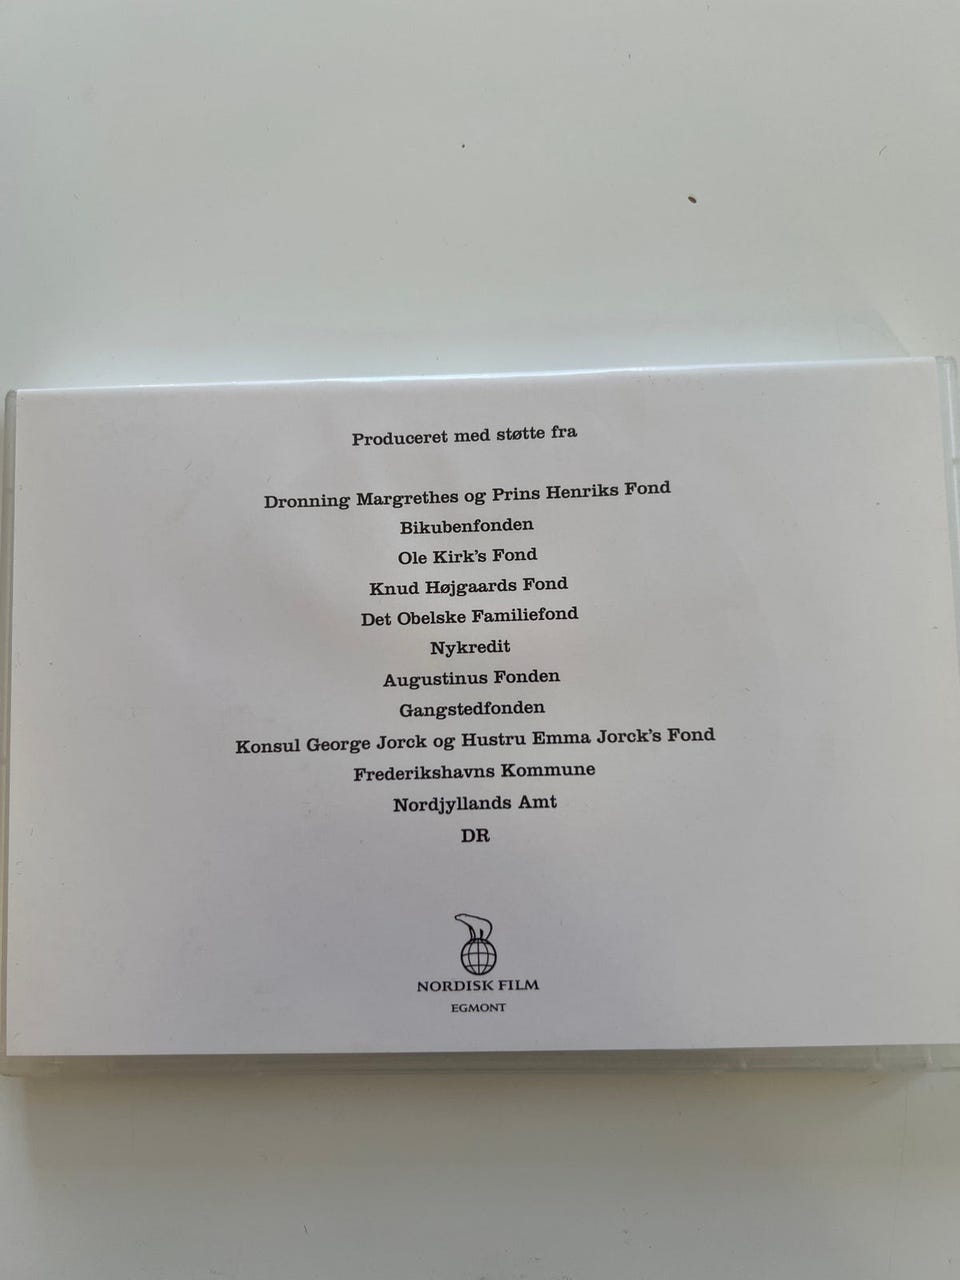 Produceret med støtte fra
Dronning Margrethes og Prins Henriks Fond
Bikubenfonden
Ole Kirk's Fond
Knud Højgaards Fond
Det Obelske Familiefond
Nykredit
Augustinus Fonden
Gangstedfonden
Konsul George Jorck og Hustru Emma Jorck's Fond
Frederikshavns Kommune
Nordjyllands Amt
DR
NORDISK FILM
EGMONT